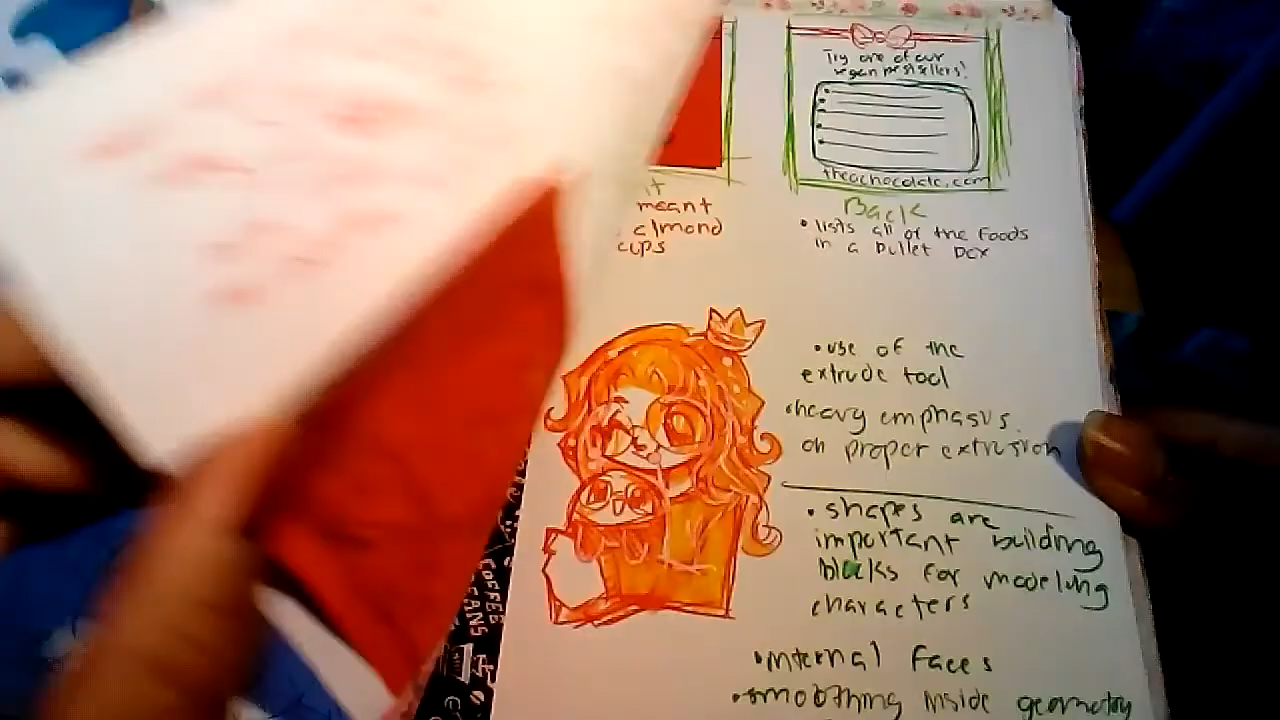 Try one of our
vegan bestsellers!
theochocolate.com
it
meant
almond
cups
Back
• lists all of the foods
in a bullet box
• use of the
extrude tool
• heavy emphasis
on proper extrusion
• shapes are
important building
blocks for modeling
characters
• internal faces
• smoothing inside geometry
COFFEE